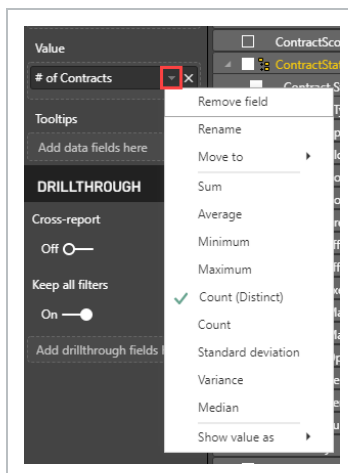 Value
# of Contracts
Tooltips
Add data fields here
DRILLTHROUGH
Cross-report
Off
Keep all filters
On
Add drillthrough fields
ContractSco
ContractStat
Contract S
Remove field
Rename
Move to
Sum
Average
Minimum
Maximum
Count (Distinct)
Count
Standard deviation
Variance
Median
Show value as